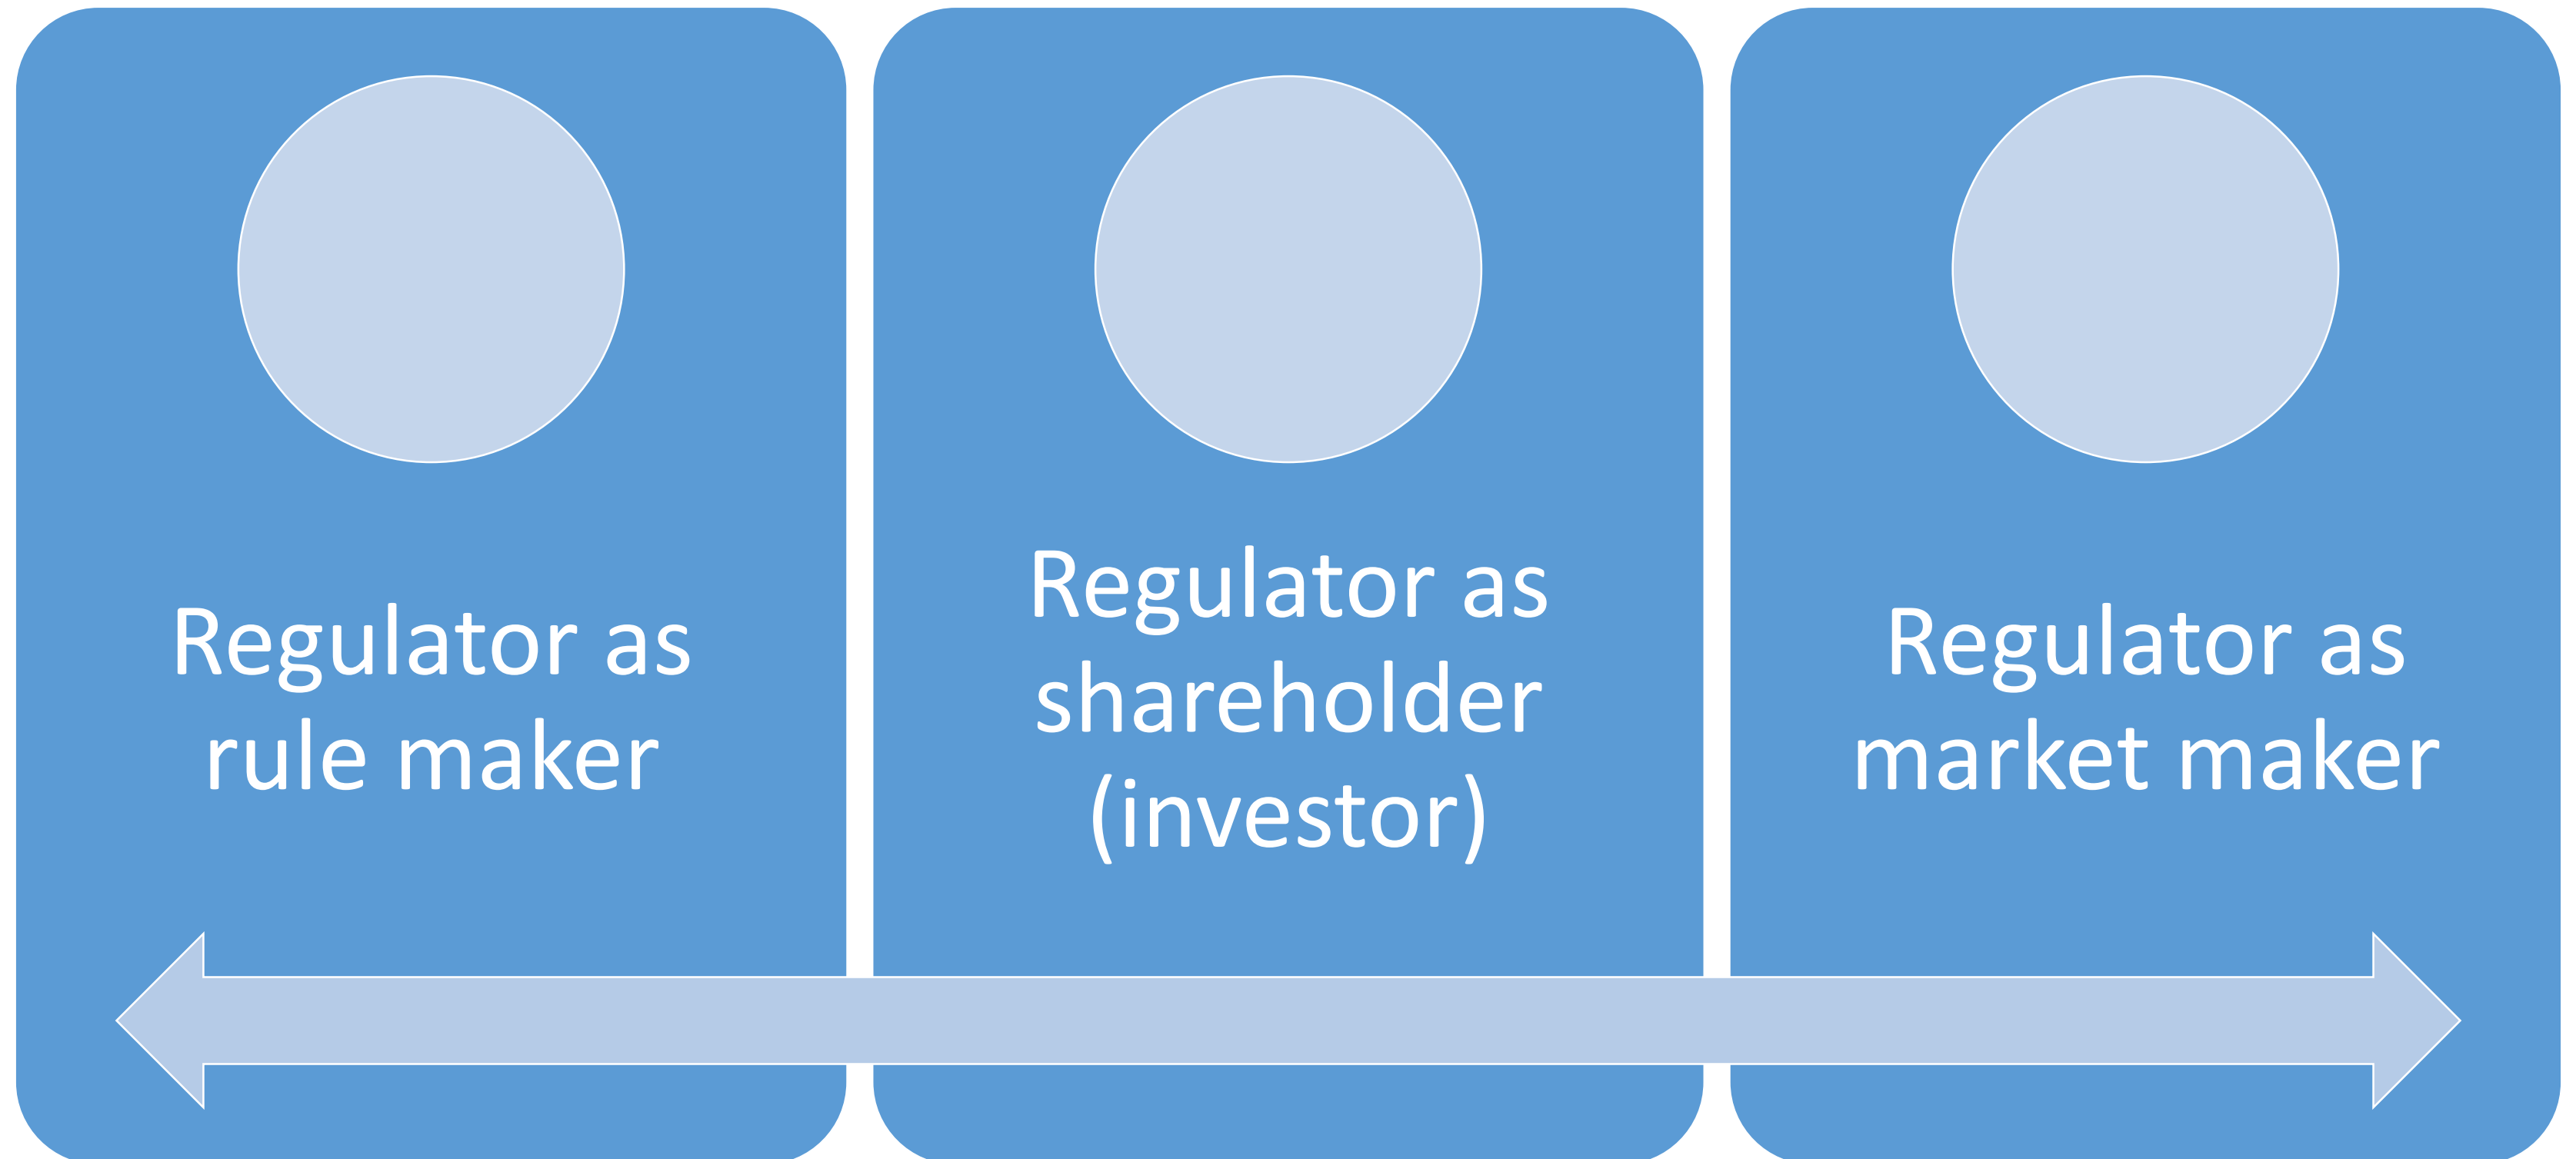 Regulator as
rule maker
Regulator as
shareholder
(investor)
Regulator as
market maker